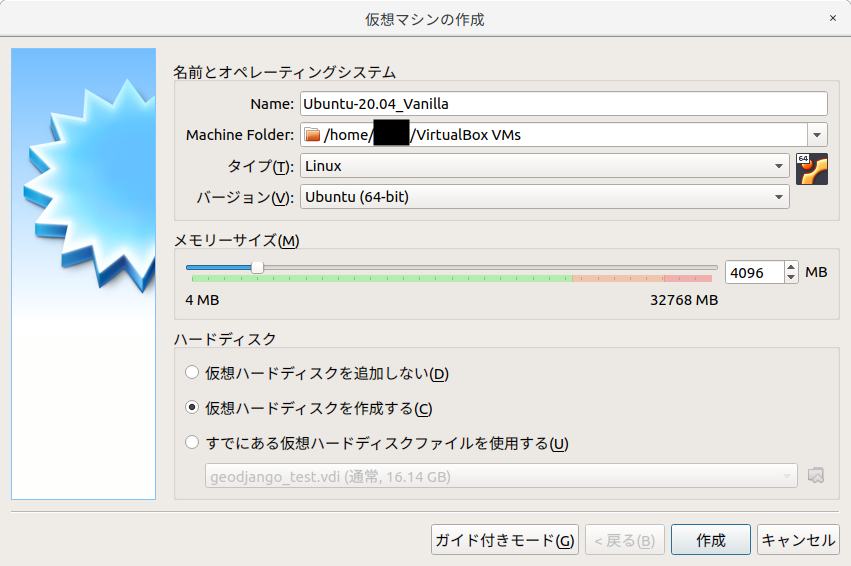 仮想マシンの作成
名前とオペレーティングシステム
Name: Ubuntu-20.04_Vanilla
Machine Folder: /home/ /VirtualBox VMs
タイプ(T): Linux
64
バージョン(V): Ubuntu (64-bit)
メモリーサイズ(M)
4096 MB
4 MB 32768 MB
ハードディスク
仮想ハードディスクを追加しない(D)
仮想ハードディスクを作成する(C)
すでにある仮想ハードディスクファイルを使用する(U)
geodjango_test.vdi (通常, 16.14 GB)
ガイド付きモード(G) < 戻る(B) 作成 キャンセル